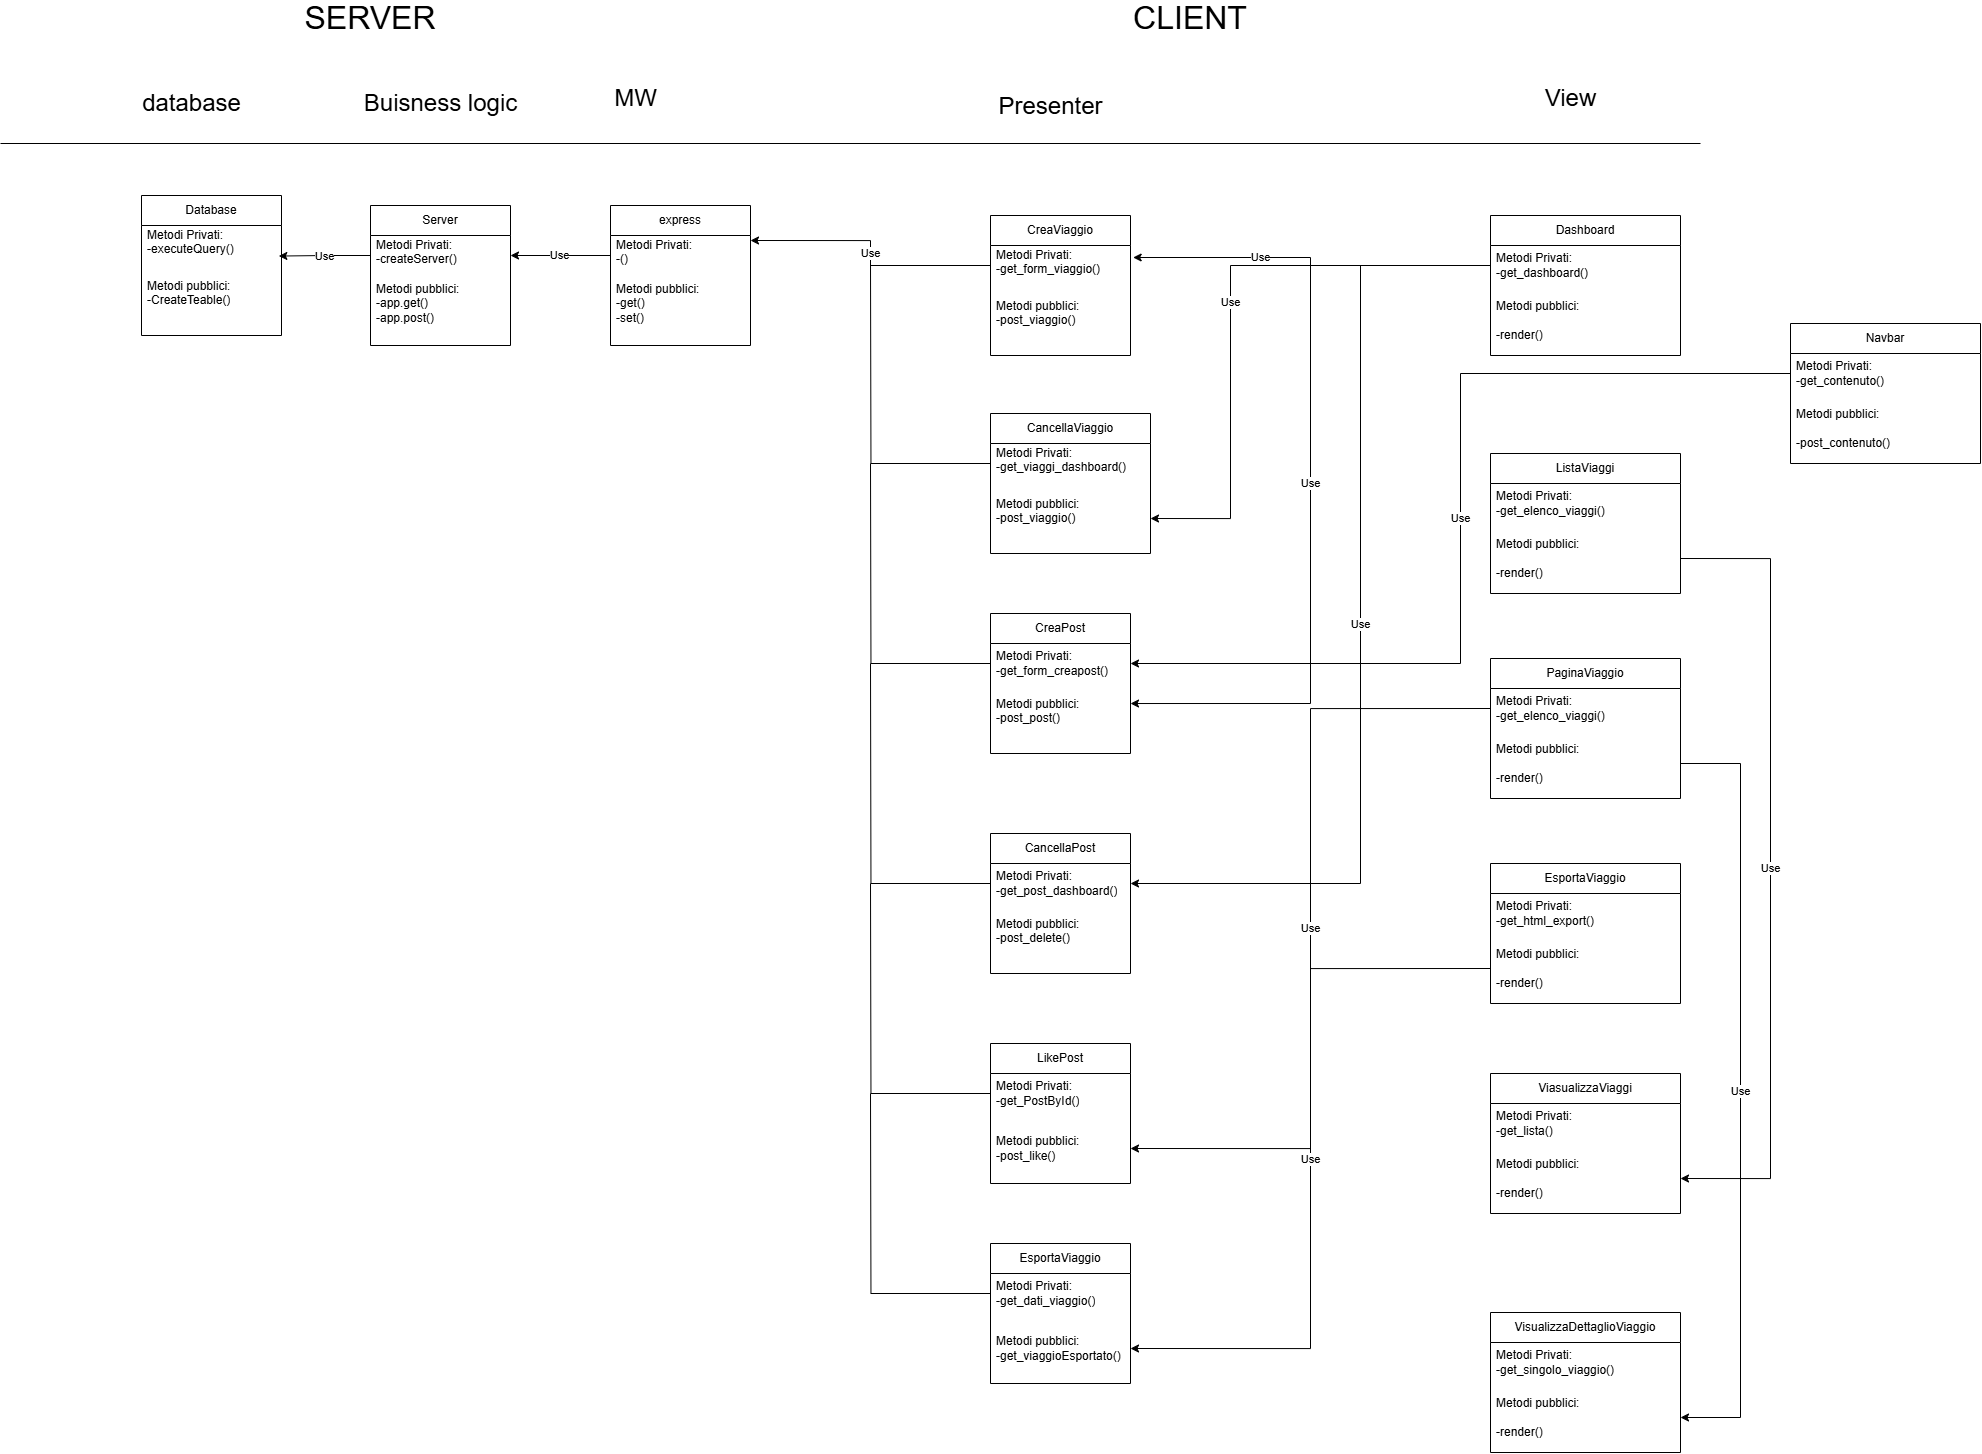 SERVER
CLIENT
database
Buisness logic
MW
Presenter
View
Database
Metodi Privati:
-executeQuery()
Metodi pubblici:
-CreateTeable()
Use
Server
Metodi Privati:
-createServer()
Metodi pubblici:
-app.get()
-app.post()
Use
express
Metodi Privati:
-()
Metodi pubblici:
-get()
-set()
Use
CreaViaggio
Metodi Privati:
-get_form_viaggio()
Metodi pubblici:
-post_viaggio()
Use
Use
Dashboard
Metodi Privati:
-get_dashboard()
Metodi pubblici:
-render()
Navbar
Metodi Privati:
-get_contenuto()
Metodi pubblici:
-post_contenuto()
CancellaViaggio
Metodi Privati:
-get_viaggi_dashboard()
Metodi pubblici:
-post_viaggio()
Use
Use
ListaViaggi
Metodi Privati:
-get_elenco_viaggi()
Metodi pubblici:
-render()
CreaPost
Metodi Privati:
-get_form_creapost()
Metodi pubblici:
-post_post()
Use
PaginaViaggio
Metodi Privati:
-get_elenco_viaggi()
Metodi pubblici:
-render()
CancellaPost
Metodi Privati:
-get_post_dashboard()
Metodi pubblici:
-post_delete()
Use
EsportaViaggio
Metodi Privati:
-get_html_export()
Metodi pubblici:
-render()
Use
LikePost
Metodi Privati:
-get_PostById()
Metodi pubblici:
-post_like()
Use
ViasualizzaViaggi
Metodi Privati:
-get_lista()
Metodi pubblici:
-render()
Use
EsportaViaggio
Metodi Privati:
-get_dati_viaggio()
Metodi pubblici:
-get_viaggioEsportato()
VisualizzaDettaglioViaggio
Metodi Privati:
-get_singolo_viaggio()
Metodi pubblici:
-render()